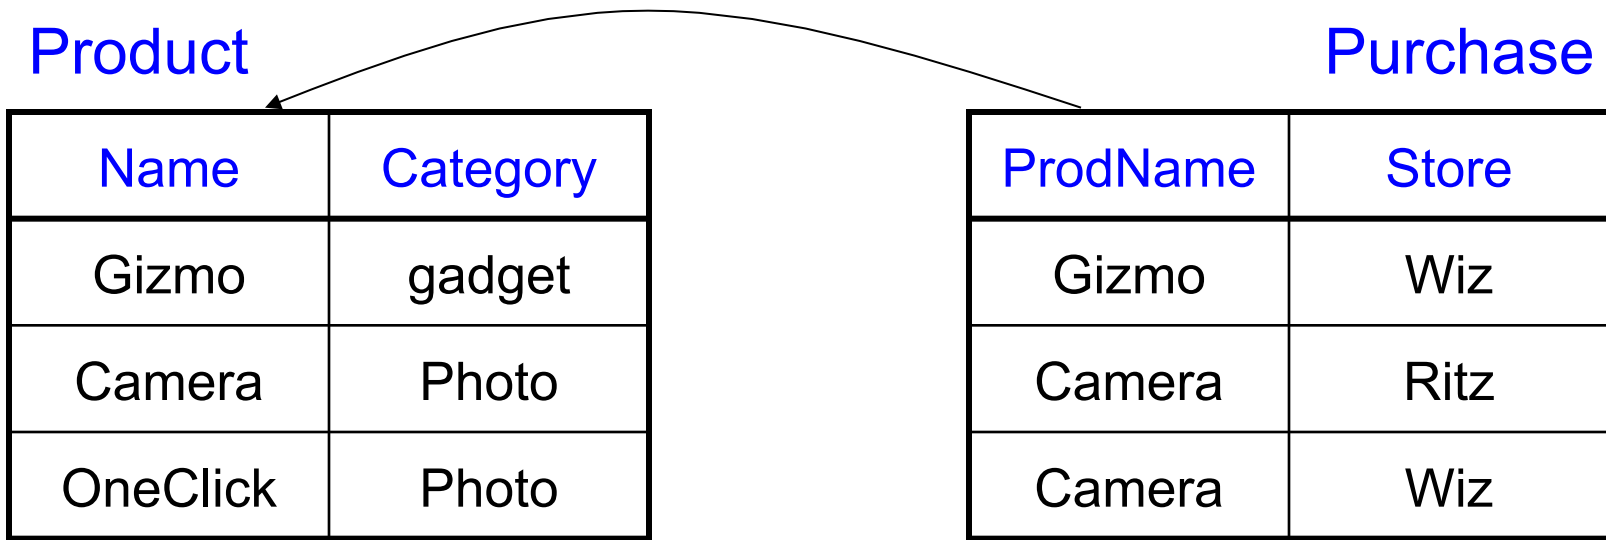 Product Purchase
Name Category ProdName Store
Gizmo gadget Gizmo Wiz
Camera Photo Camera Ritz
OneClick Photo Camera Wiz